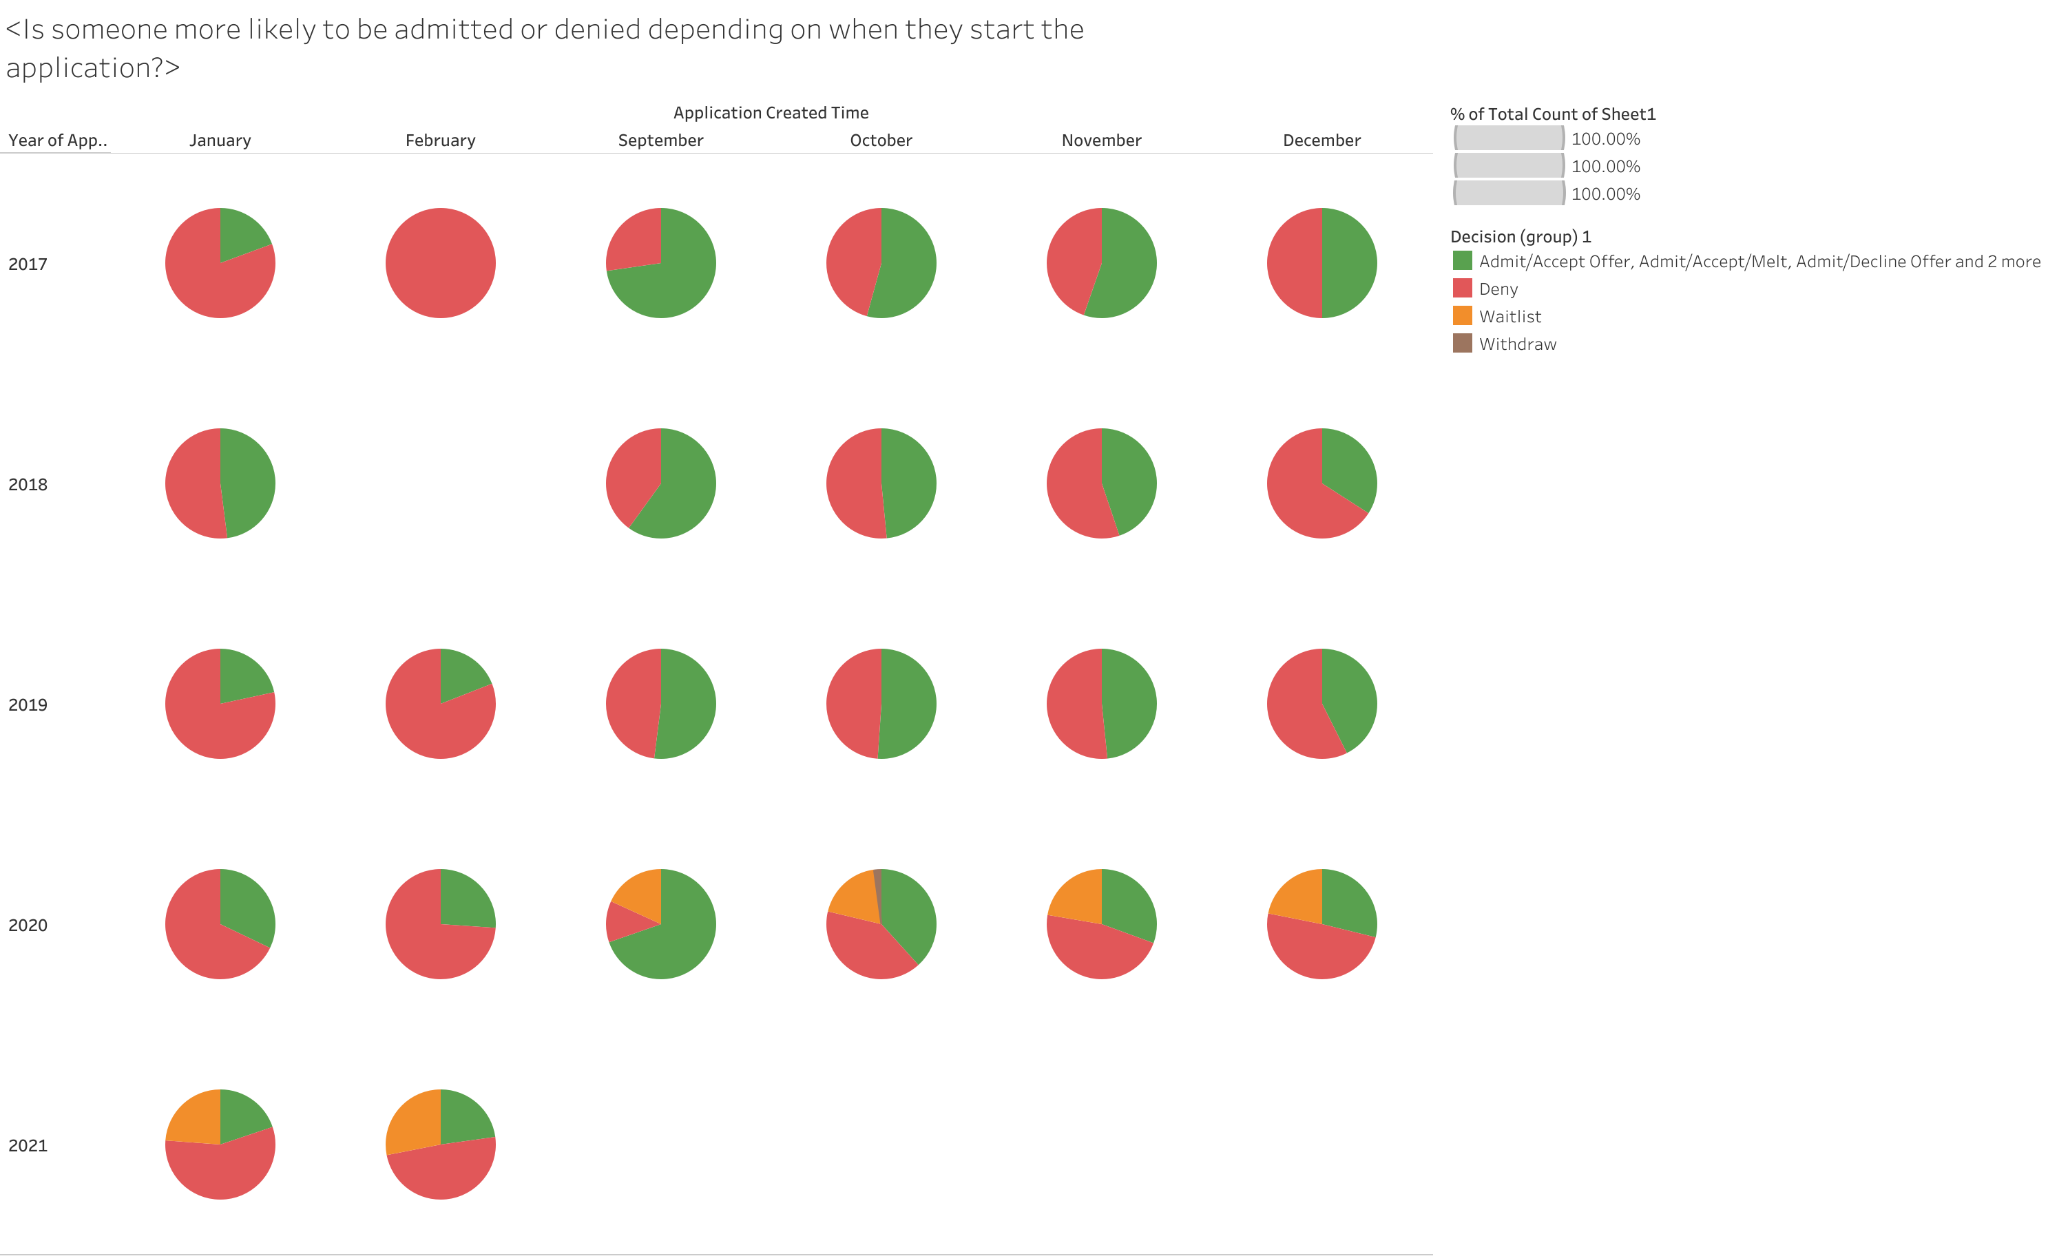 <Is someone more likely to be admitted or denied depending on when they start the
application?>
Application Created Time
Year of App..
January
February
September
October
November
December
2017
2018
2019
2020
2021
% of Total Count of Sheet1
100.00%
100.00%
100.00%
Decision (group) 1
Admit/Accept Offer, Admit/Accept/Melt, Admit/Decline Offer and 2 more
Deny
Waitlist
Withdraw